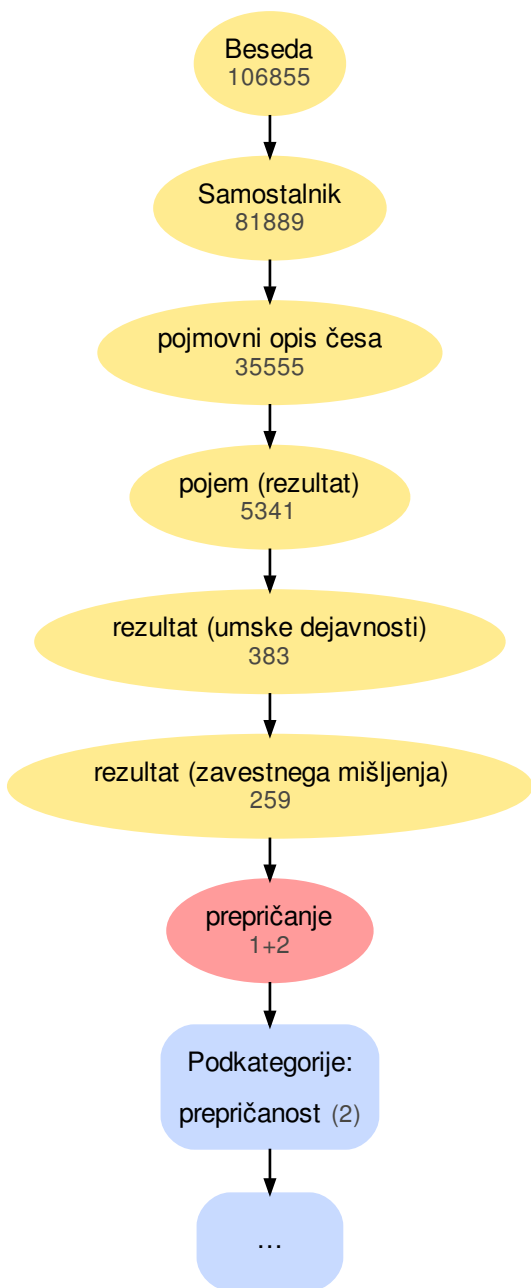 Beseda
106855
Samostalnik
81889
pojmovni opis česa
35555
pojem (rezultat)
5341
rezultat (umske dejavnosti)
383
rezultat (zavestnega mišljenja)
259
prepričanje
1+2
Podkategorije:
prepričanost (2)
...